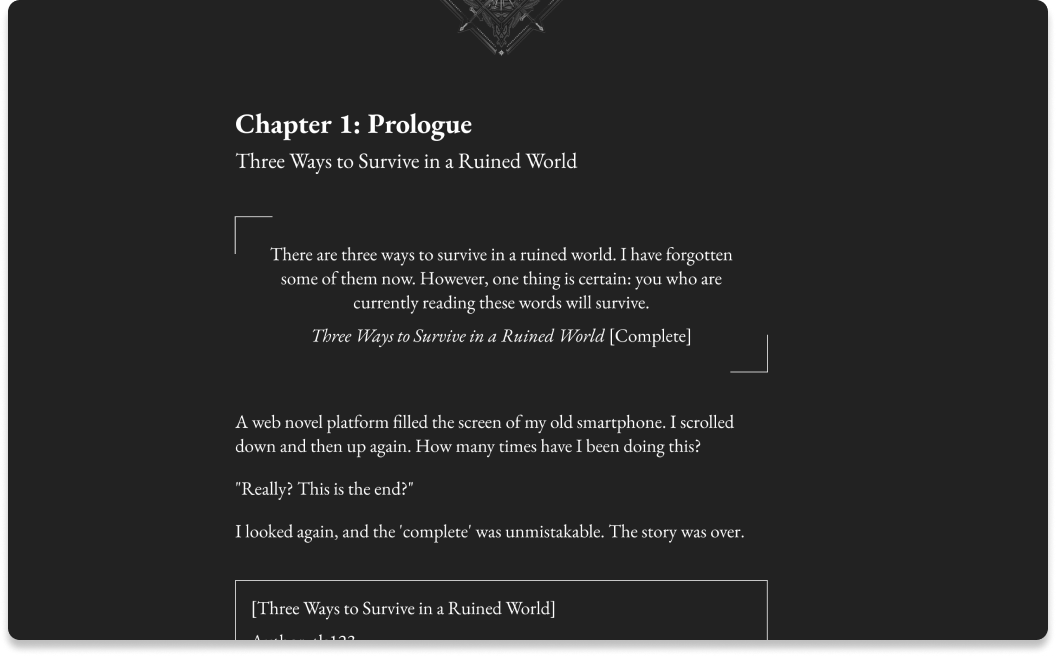 Chapter 1: Prologue
Three Ways to Survive in a Ruined World
There are three ways to survive in a ruined world. I have forgotten
some of them now. However, one thing is certain: you who are
currently reading these words will survive.
Three Ways to Survive in a Ruined World [Complete]
A web novel platform filled the screen of my old smartphone. I scrolled
down and then up again. How many times have I been doing this?
"Really? This is the end?"
I looked again, and the 'complete' was unmistakable. The story was over.
[Three Ways to Survive in a Ruined World]